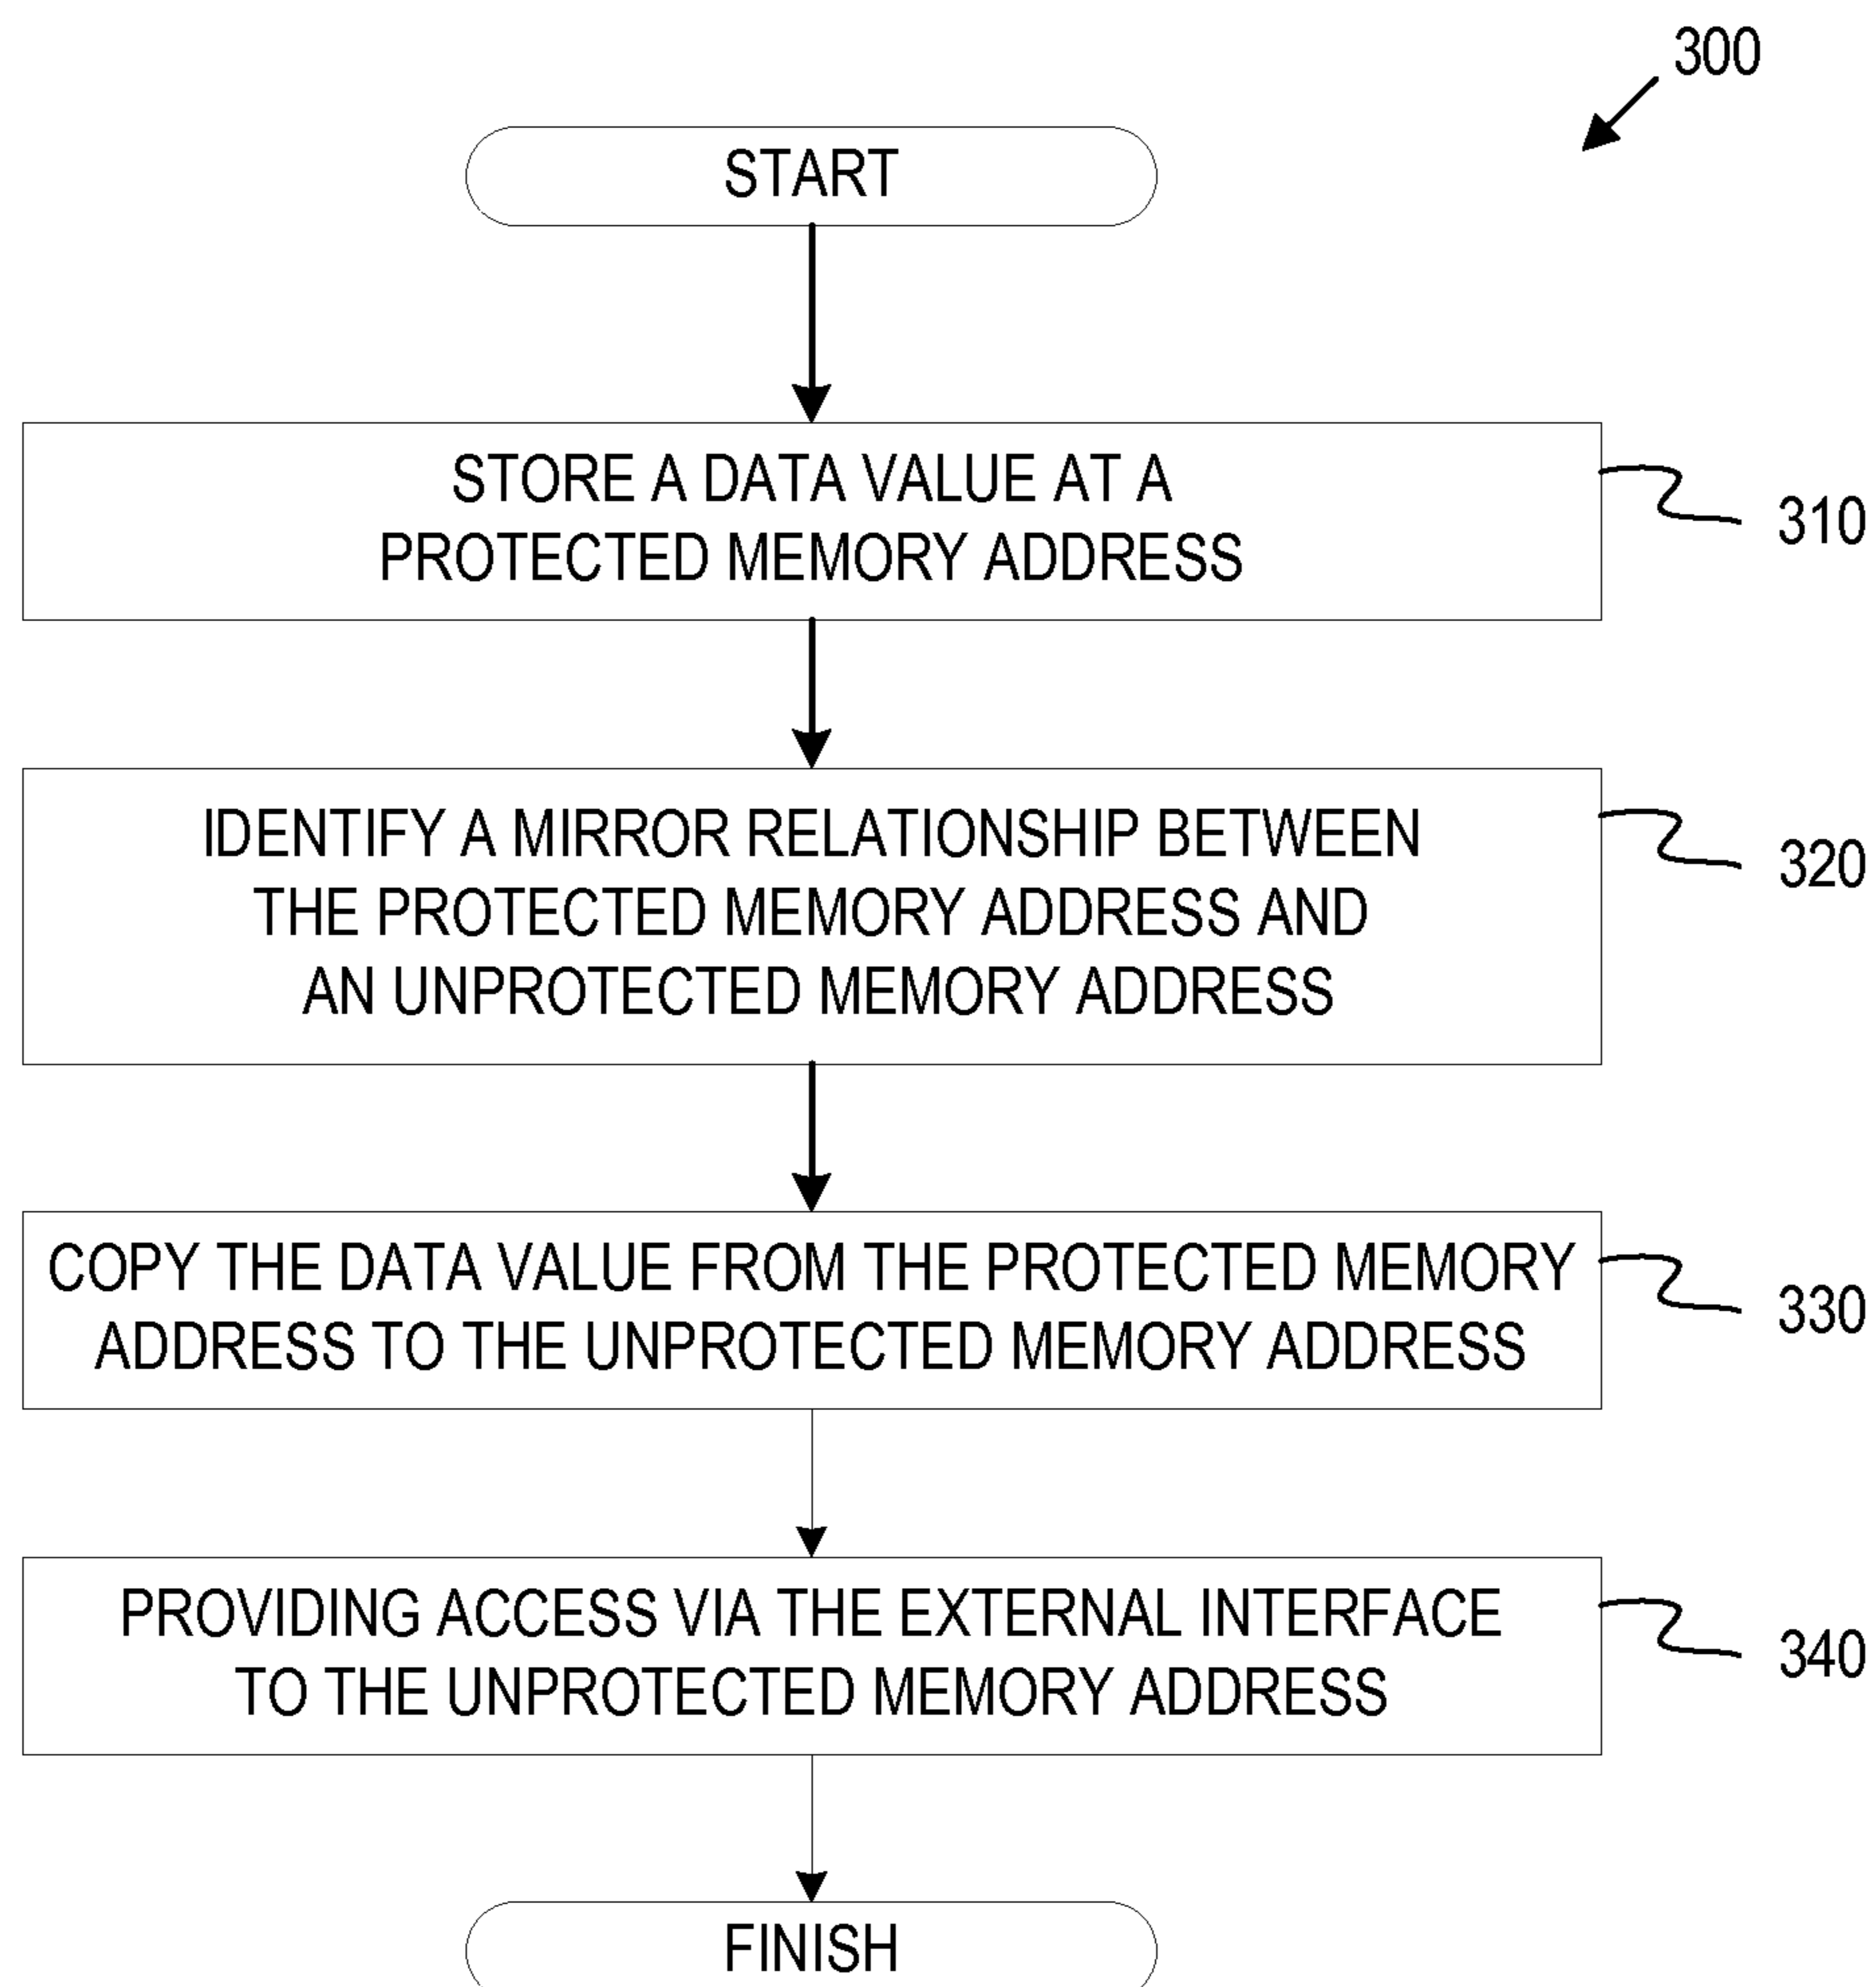 300
START
STORE A DATA VALUE AT A
PROTECTED MEMORY ADDRESS
310
IDENTIFY A MIRROR RELATIONSHIP BETWEEN
THE PROTECTED MEMORY ADDRESS AND
AN UNPROTECTED MEMORY ADDRESS
320
COPY THE DATA VALUE FROM THE PROTECTED MEMORY
ADDRESS TO THE UNPROTECTED MEMORY ADDRESS
330
PROVIDING ACCESS VIA THE EXTERNAL INTERFACE
TO THE UNPROTECTED MEMORY ADDRESS
340
FINISH